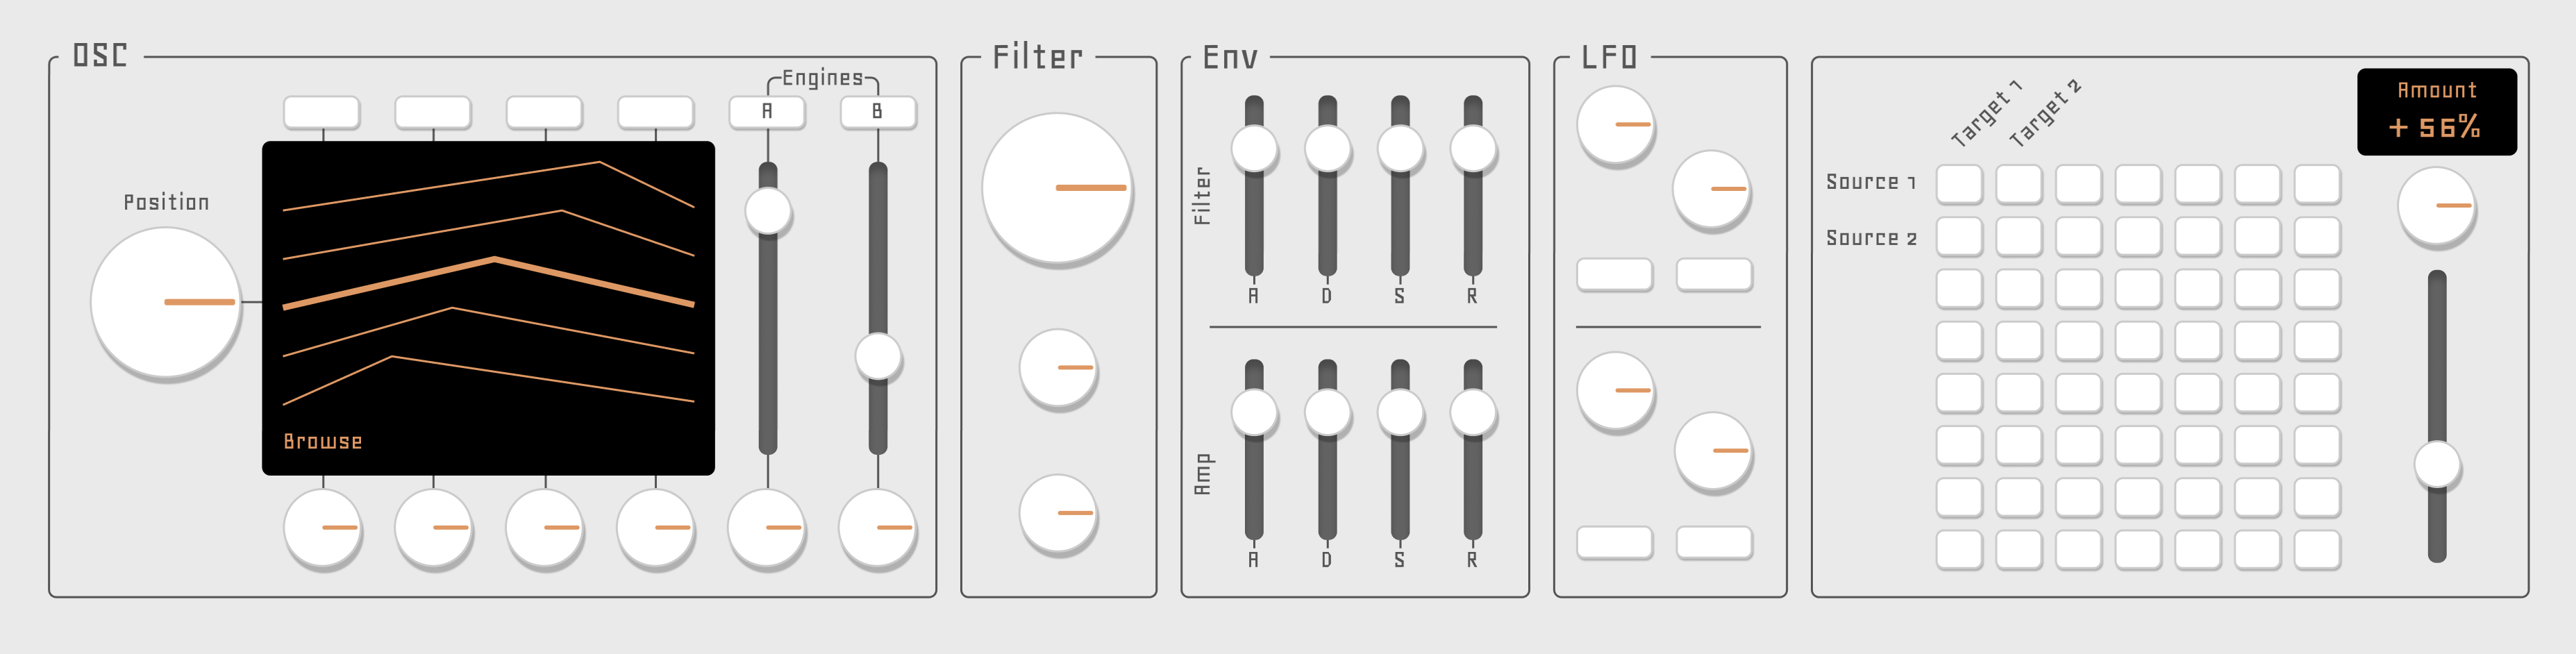 OSC
Engines
A
B
Position
Browse
Filter
Env
Filter
A D S R
Amp
A D S R
LFO
Target 1
Target 2
Source 1
Source 2
Amount
+ 56%